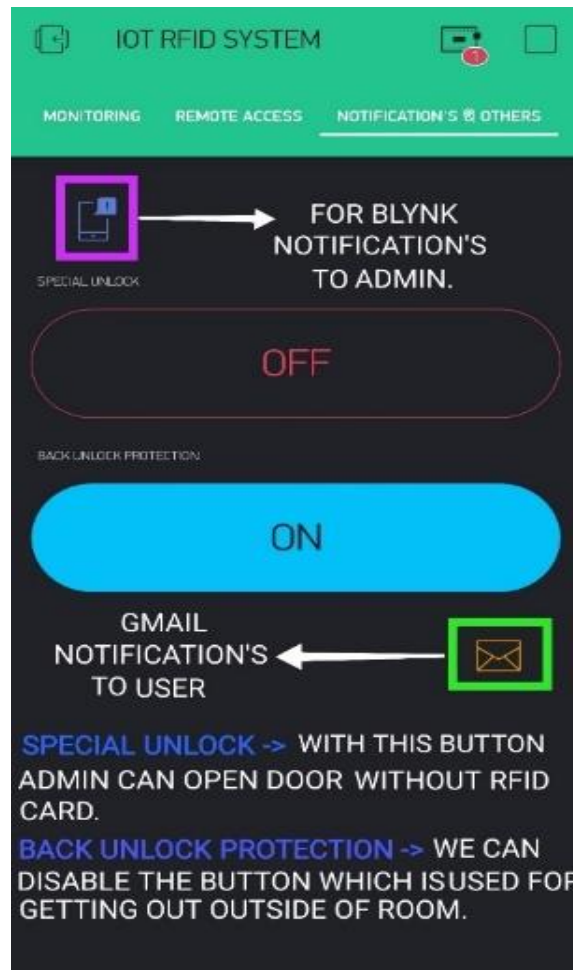 IOT RFID SYSTEM
1
MONITORING REMOTE ACCESS NOTIFICATION'S & OTHERS
FOR BLYNK
NOTIFICATION'S
TO ADMIN.
SPECIAL UNLOCK
OFF
BACK UNLOCK PROTECTION
ON
GMAIL
NOTIFICATION'S
TO USER
SPECIAL UNLOCK -> WITH THIS BUTTON
ADMIN CAN OPEN DOOR WITHOUT RFID
CARD.
BACK UNLOCK PROTECTION -> WE CAN
DISABLE THE BUTTON WHICH ISUSED FOR
GETTING OUT OUTSIDE OF ROOM.